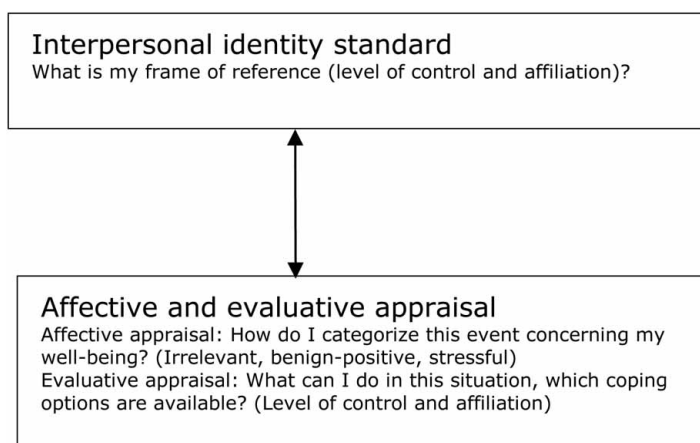 Interpersonal identity standard
What is my frame of reference (level of control and affiliation)?
Affective and evaluative appraisal
Affective appraisal: How do I categorize this event concerning my
well-being? (Irrelevant, benign-positive, stressful)
Evaluative appraisal: What can I do in this situation, which coping
options are available? (Level of control and affiliation)